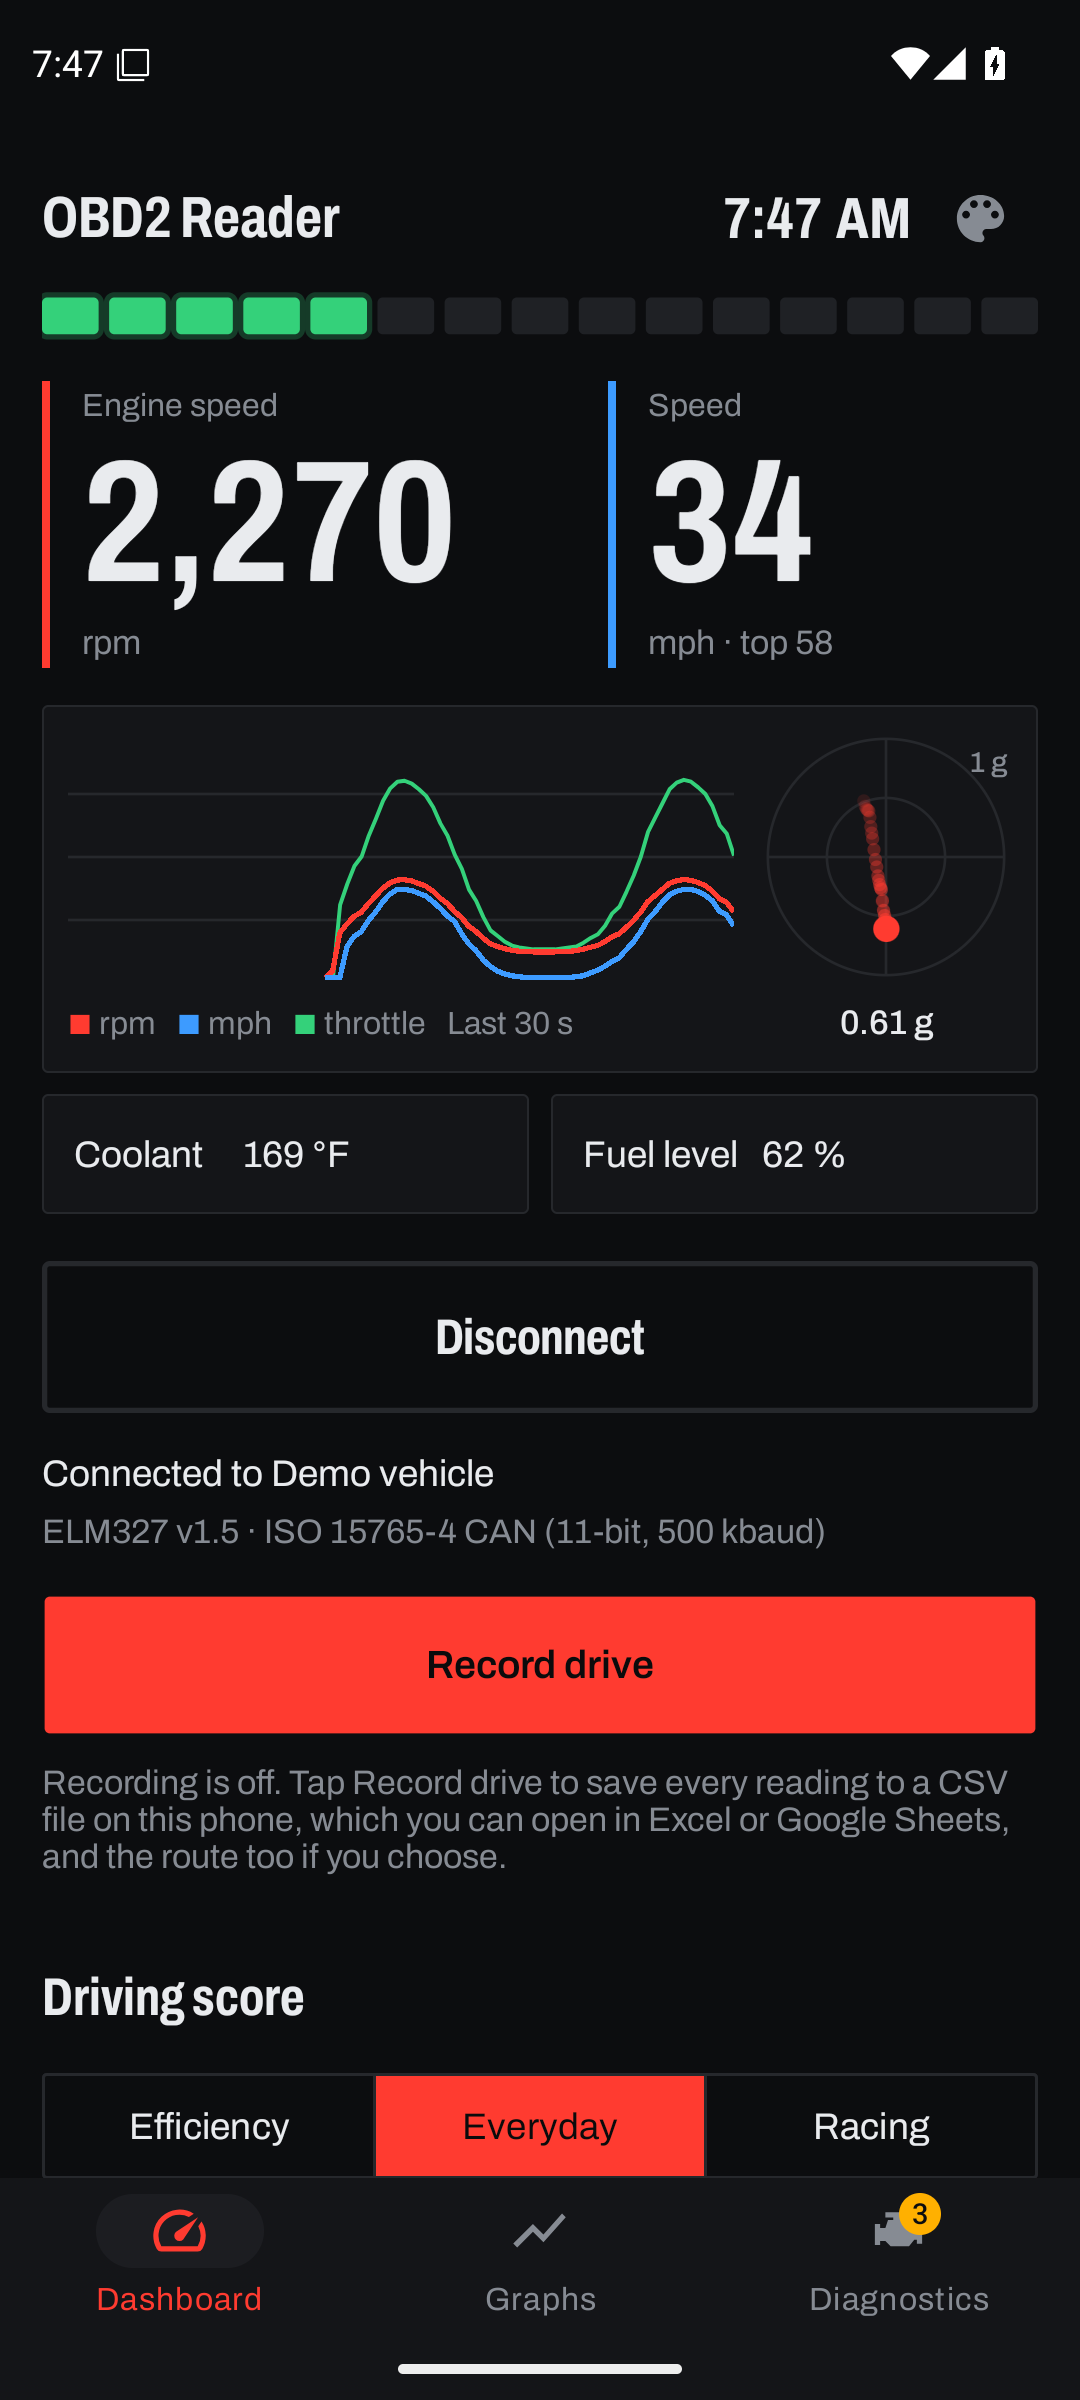 7:47
OBD2 Reader
7:47 AM
Engine speed
2,270
rpm
Speed
34
mph · top 58
1 g
rpm mph throttle Last 30 s
0.61 g
Coolant 169 °F
Fuel level 62 %
Disconnect
Connected to Demo vehicle
ELM327 v1.5 · ISO 15765-4 CAN (11-bit, 500 kbaud)
Record drive
Recording is off. Tap Record drive to save every reading to a CSV
file on this phone, which you can open in Excel or Google Sheets,
and the route too if you choose.
Driving score
Efficiency
Everyday
Racing
3
Dashboard
Graphs
Diagnostics